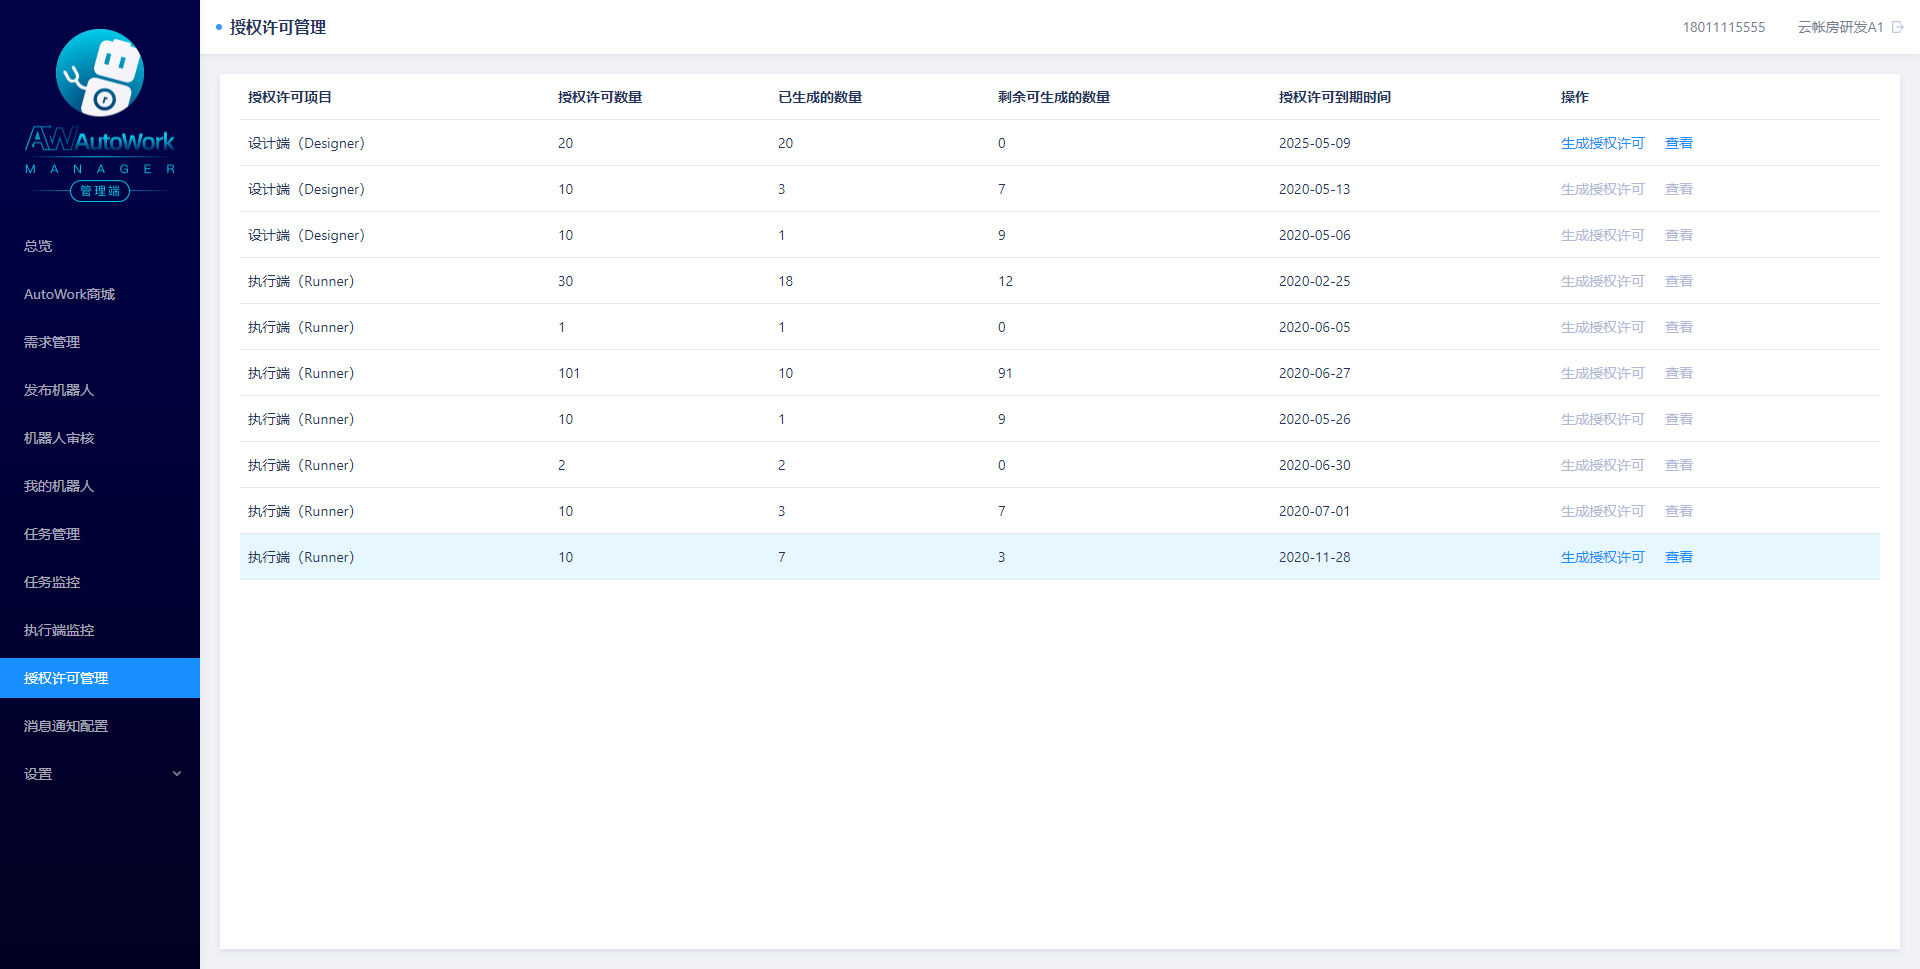 AWAutoWork
MANAGER
管理端
总览
AutoWork商城
需求管理
发布机器人
机器人审核
我的机器人
任务管理
任务监控
执行端监控
授权许可管理
消息通知配置
设置
授权许可管理 18011115555 云帐房研发A1
授权许可项目 授权许可数量 已生成的数量 剩余可生成的数量 授权许可到期时间 操作
设计端（Designer） 20 20 0 2025-05-09 生成授权许可 查看
设计端（Designer） 10 3 7 2020-05-13 生成授权许可 查看
设计端（Designer） 10 1 9 2020-05-06 生成授权许可 查看
执行端（Runner） 30 18 12 2020-02-25 生成授权许可 查看
执行端（Runner） 1 1 0 2020-06-05 生成授权许可 查看
执行端（Runner） 101 10 91 2020-06-27 生成授权许可 查看
执行端（Runner） 10 1 9 2020-05-26 生成授权许可 查看
执行端（Runner） 2 2 0 2020-06-30 生成授权许可 查看
执行端（Runner） 10 3 7 2020-07-01 生成授权许可 查看
执行端（Runner） 10 7 3 2020-11-28 生成授权许可 查看